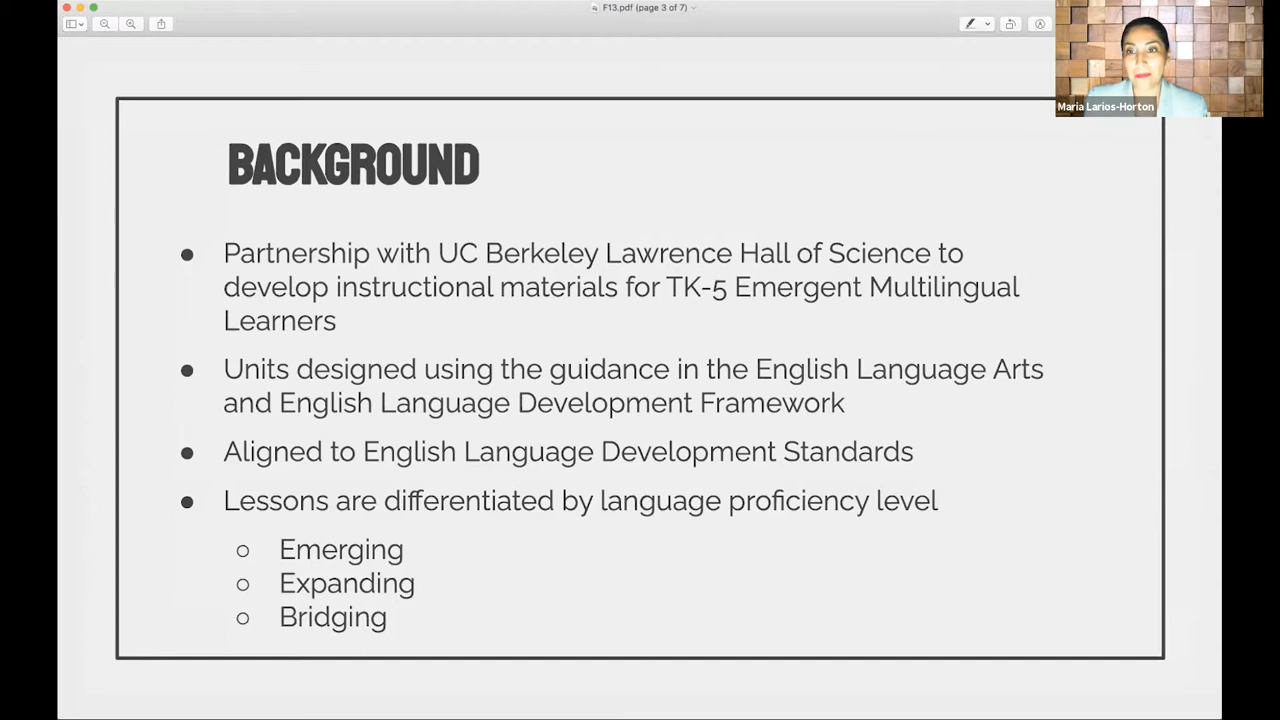 F13.pdf (page 3 of 7)
Maria Larios-Horton
BACKGROUND
● Partnership with UC Berkeley Lawrence Hall of Science to
develop instructional materials for TK-5 Emergent Multilingual
Learners
● Units designed using the guidance in the English Language Arts
and English Language Development Framework
● Aligned to English Language Development Standards
● Lessons are differentiated by language proficiency level
○ Emerging
○ Expanding
○ Bridging